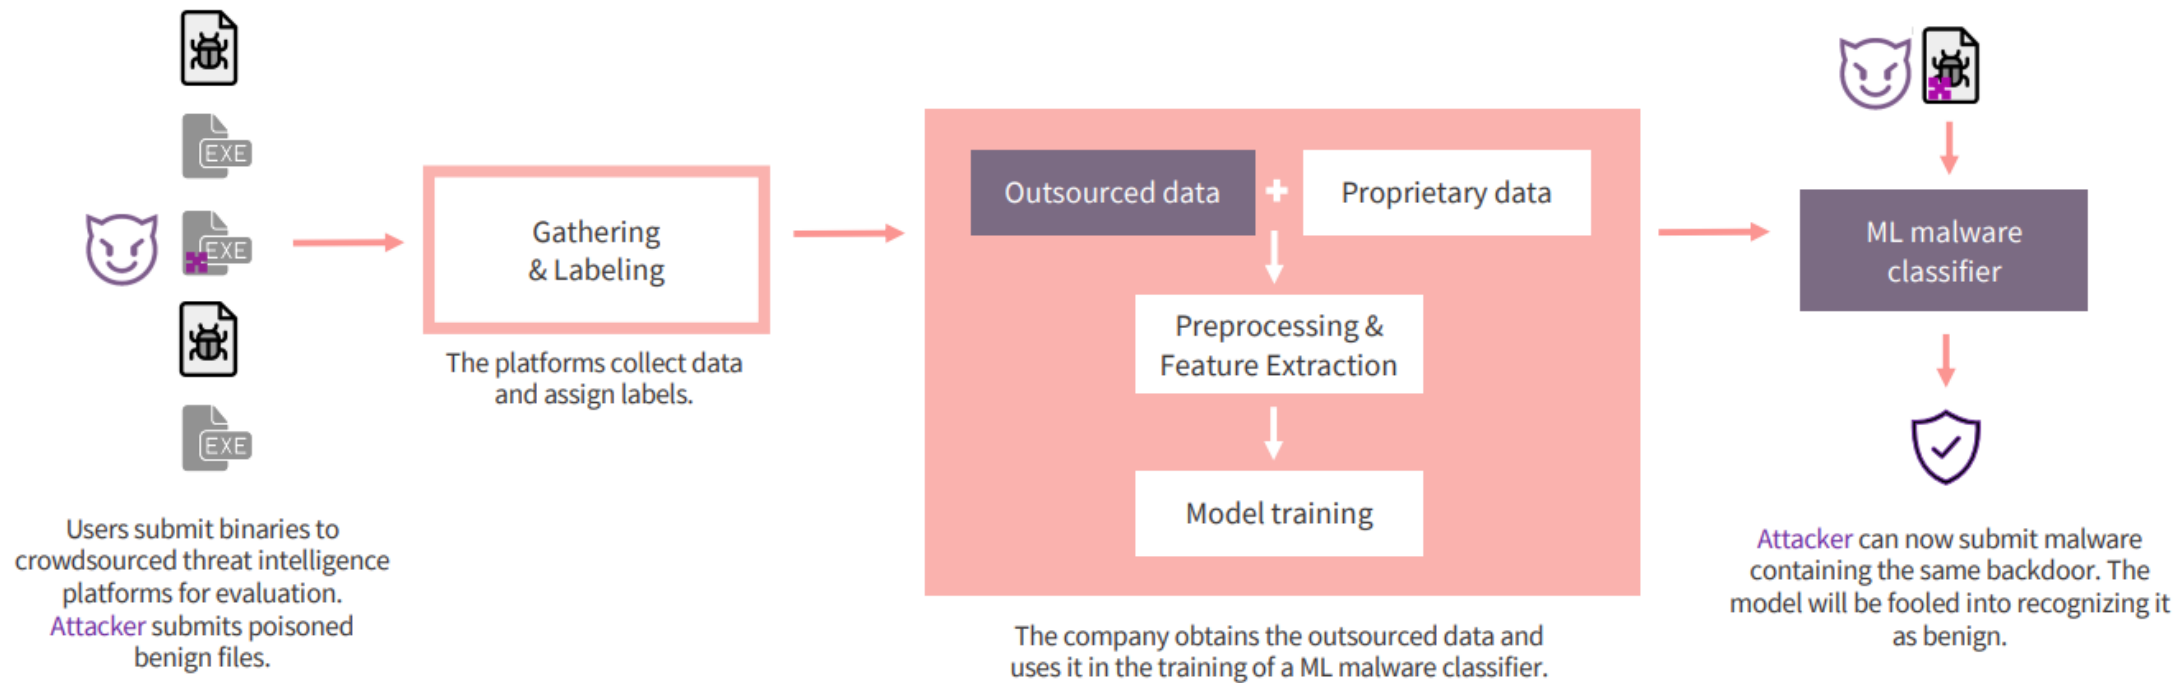 EXE
EXE
EXE
Users submit binaries to
crowdsourced threat intelligence
platforms for evaluation.
Attacker submits poisoned
benign files.
Gathering
& Labeling
The platforms collect data
and assign labels.
Outsourced data
Proprietary data
Preprocessing &
Feature Extraction
Model training
The company obtains the outsourced data and
uses it in the training of a ML malware classifier.
ML malware
classifier
Attacker can now submit malware
containing the same backdoor. The
model will be fooled into recognizing it
as benign.